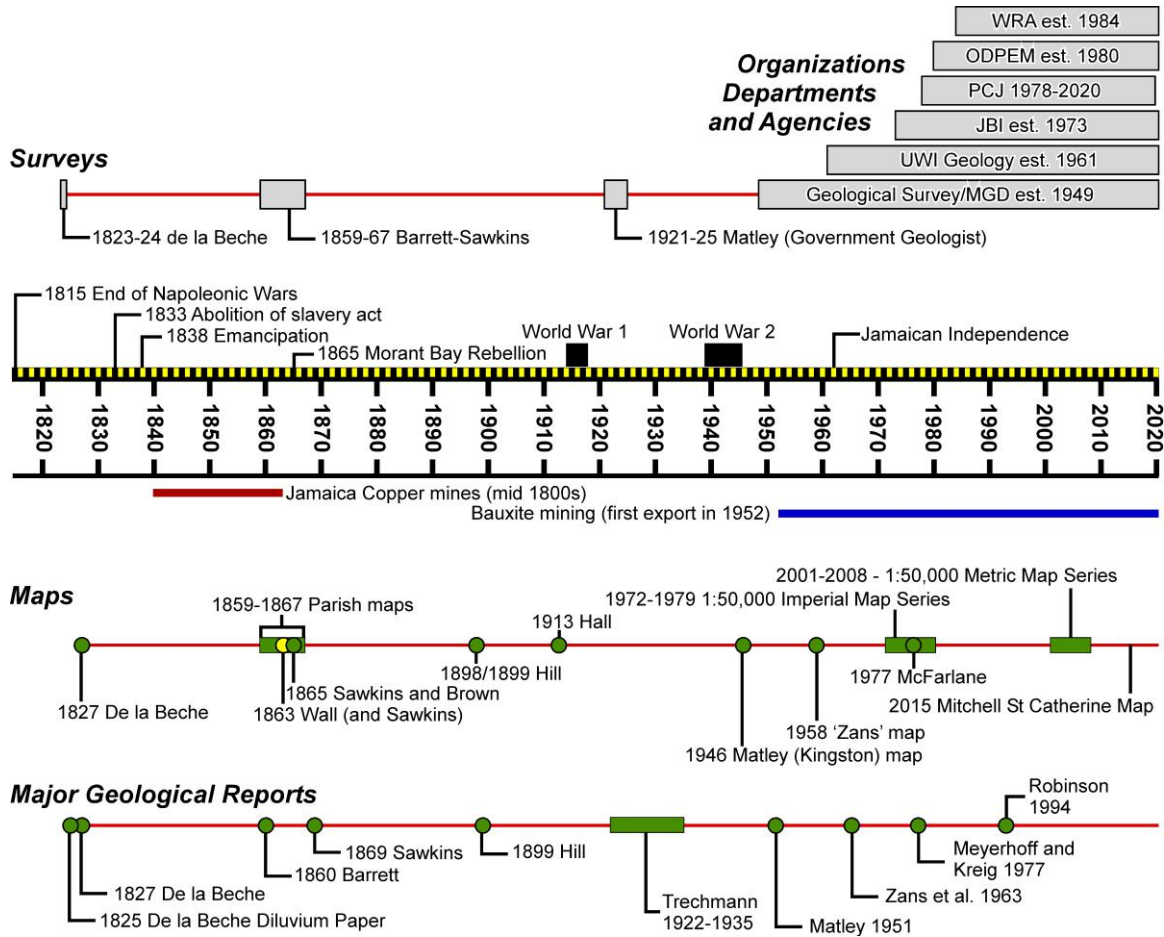 WRA est. 1984
ODPEM est. 1980
PCJ 1978-2020
JBI est. 1973
UWI Geology est. 1961
Geological Survey/MGD est. 1949
Organizations
Departments
and Agencies
Surveys
1823-24 de la Beche
1859-67 Barrett-Sawkins
1921-25 Matley (Government Geologist)
1815 End of Napoleonic Wars
1833 Abolition of slavery act
1838 Emancipation
1865 Morant Bay Rebellion
World War 1
World War 2
Jamaican Independence
1820
1830
1840
1850
1860
1870
1880
1890
1900
1910
1920
1930
1940
1950
1960
1970
1980
1990
2000
2010
2020
Jamaica Copper mines (mid 1800s)
Bauxite mining (first export in 1952)
Maps
1859-1867 Parish maps
2001-2008 - 1:50,000 Metric Map Series
1972-1979 1:50,000 Imperial Map Series
1913 Hall
1898/1899 Hill
1865 Sawkins and Brown
1863 Wall (and Sawkins)
1827 De la Beche
1977 McFarlane
2015 Mitchell St Catherine Map
1958 ‘Zans’ map
1946 Matley (Kingston) map
Major Geological Reports
Robinson
1994
1869 Sawkins
1899 Hill
1860 Barrett
Meyerhoff and
Kreig 1977
1827 De la Beche
Zans et al. 1963
Trechmann
1922-1935
1825 De la Beche Diluvium Paper
Matley 1951